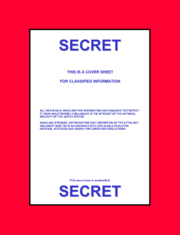 SECRET
THIS IS A COVER SHEET
FOR CLASSIFIED INFORMATION
ALL INDIVIDUALS HANDLING THIS INFORMATION ARE REQUIRED TO PROTECT
IT FROM UNAUTHORIZED DISCLOSURE IN THE INTEREST OF THE NATIONAL
SECURITY OF THE UNITED STATES.
HANDLING, STORAGE, REPRODUCTION AND DISPOSITION OF THE ATTACHED
DOCUMENT MUST BE IN ACCORDANCE WITH APPLICABLE EXECUTIVE
ORDER(S), STATUTE(S) AND AGENCY IMPLEMENTING REGULATIONS.
(This cover sheet is unclassified)
SECRET